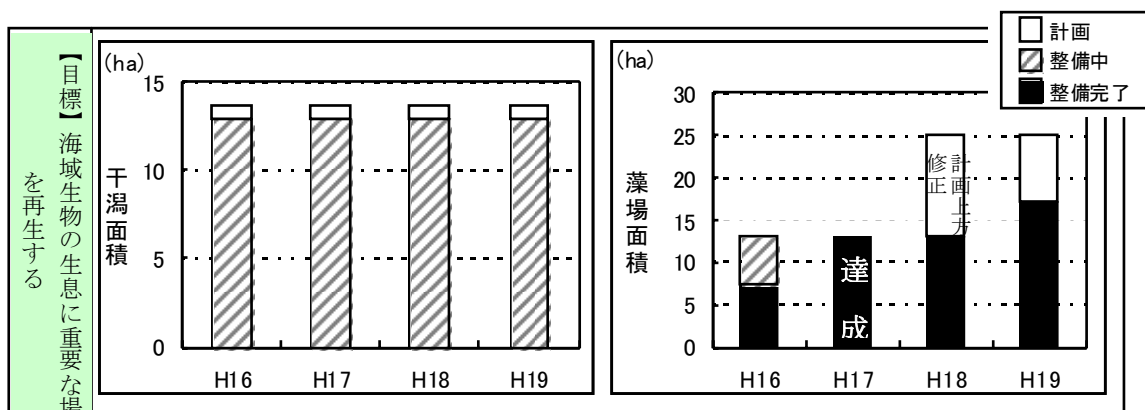 計画
整備中
整備完了
【目標】海域生物の生息に重要な場
を再生する
(ha)
干潟面積
15
10
5
0
H16 H17 H18 H19
(ha)
藻場面積
30
25
20
15
10
5
0
達成
計画上方
修正
H16 H17 H18 H19